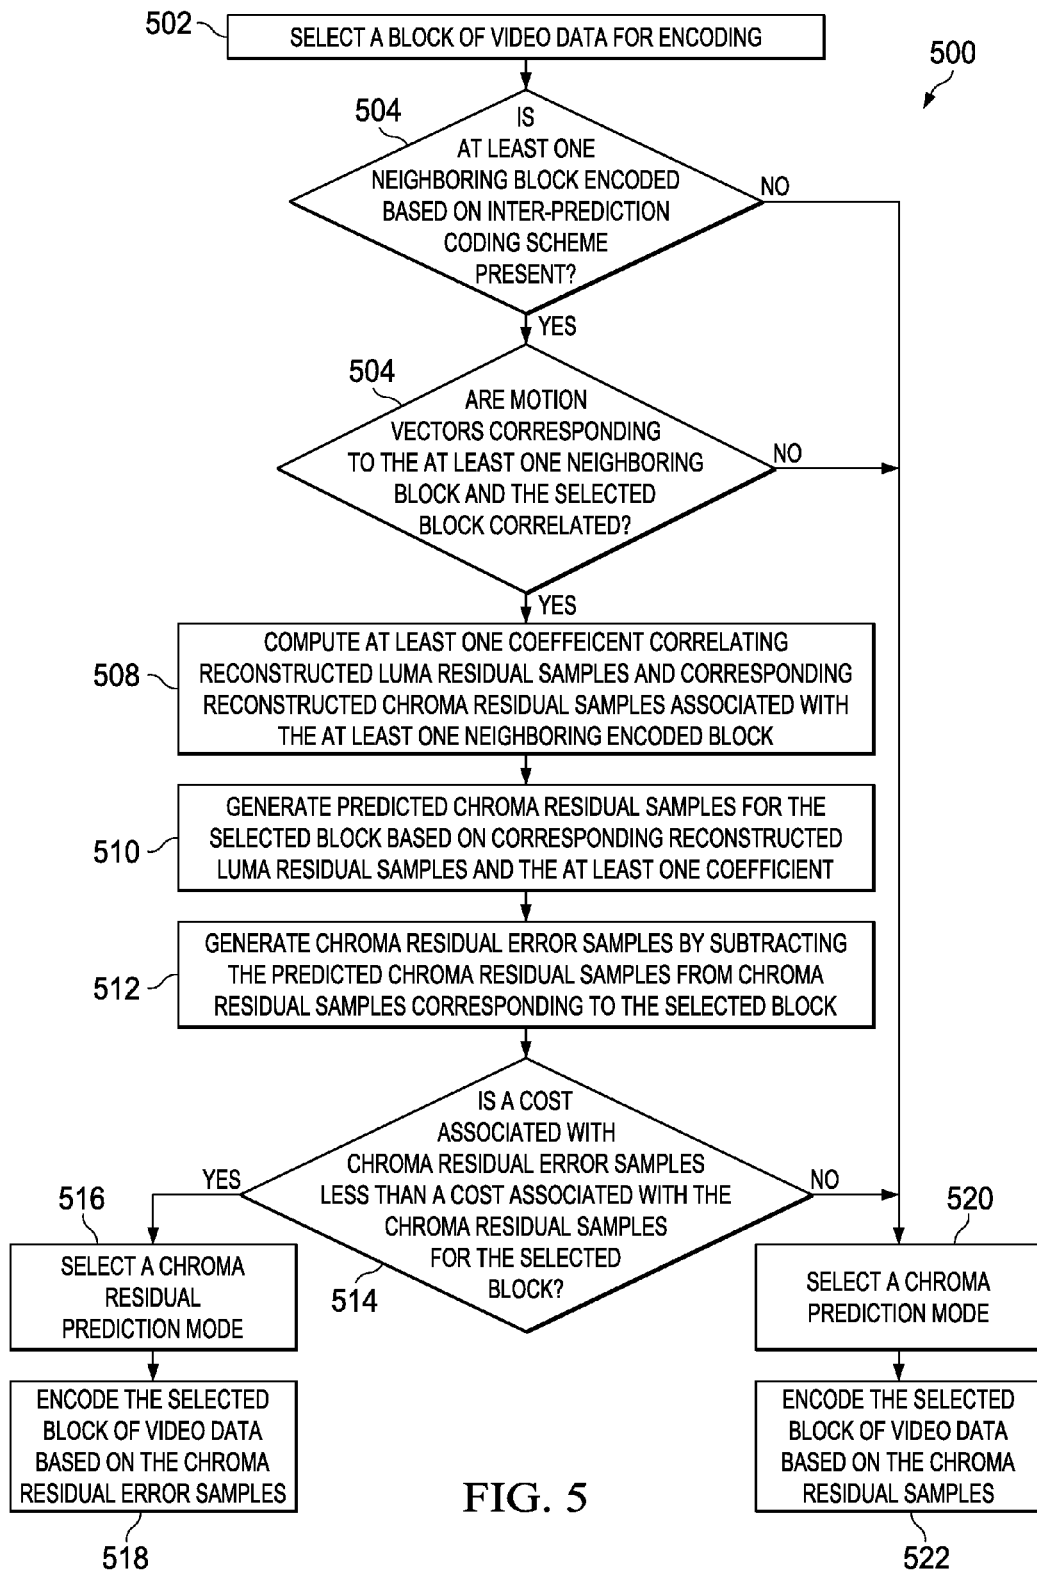 502
SELECT A BLOCK OF VIDEO DATA FOR ENCODING
500
504
IS
AT LEAST ONE
NEIGHBORING BLOCK ENCODED
BASED ON INTER-PREDICTION
CODING SCHEME
PRESENT?
NO
YES
504
ARE MOTION
VECTORS CORRESPONDING
TO THE AT LEAST ONE NEIGHBORING
BLOCK AND THE SELECTED
BLOCK CORRELATED?
NO
YES
508
COMPUTE AT LEAST ONE COEFFEICENT CORRELATING
RECONSTRUCTED LUMA RESIDUAL SAMPLES AND CORRESPONDING
RECONSTRUCTED CHROMA RESIDUAL SAMPLES ASSOCIATED WITH
THE AT LEAST ONE NEIGHBORING ENCODED BLOCK
510
GENERATE PREDICTED CHROMA RESIDUAL SAMPLES FOR THE
SELECTED BLOCK BASED ON CORRESPONDING RECONSTRUCTED
LUMA RESIDUAL SAMPLES AND THE AT LEAST ONE COEFFICIENT
512
GENERATE CHROMA RESIDUAL ERROR SAMPLES BY SUBTRACTING
THE PREDICTED CHROMA RESIDUAL SAMPLES FROM CHROMA
RESIDUAL SAMPLES CORRESPONDING TO THE SELECTED BLOCK
IS A COST
ASSOCIATED WITH
CHROMA RESIDUAL ERROR SAMPLES
LESS THAN A COST ASSOCIATED WITH THE
CHROMA RESIDUAL SAMPLES
FOR THE SELECTED
BLOCK?
514
YES
NO
516
SELECT A CHROMA
RESIDUAL
PREDICTION MODE
520
SELECT A CHROMA
PREDICTION MODE
ENCODE THE SELECTED
BLOCK OF VIDEO DATA
BASED ON THE CHROMA
RESIDUAL ERROR SAMPLES
518
ENCODE THE SELECTED
BLOCK OF VIDEO DATA
BASED ON THE CHROMA
RESIDUAL SAMPLES
522
FIG. 5